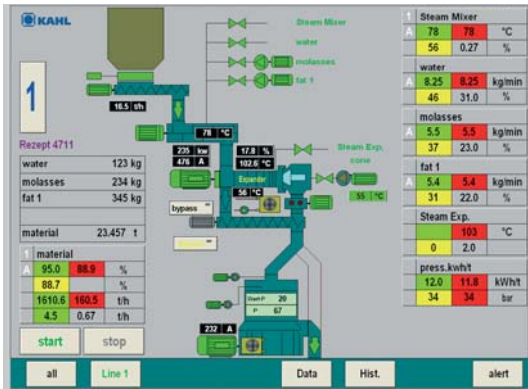 KAHL
1
Rezept 4711
water 123 kg
molasses 234 kg
fat 1 345 kg
material 23.457 t
1 material
A 95.0 88.9 %
88.7 %
1610.6 160.5 t/h
4.5 0.67 t/h
start stop
16.5 t/h
Steam Mixer
water
molasses
fat 1
78 °C
235 kw
476 A
17.8 %
102.6 °C
Expander
56 °C
Steam Exp.
cone
55 °C
bypass
20
P 67
232 A
1 Steam Mixer
A 78 78 °C
56 0.27 %
water
A 8.25 8.25 kg/min
46 31.0 %
molasses
A 5.5 5.5 kg/min
37 23.0 %
fat 1
A 5.4 5.4 kg/min
31 22.0 %
Steam Exp.
103 °C
0 2.0
press.kwh/t
12.0 11.8 kWh/t
34 34 bar
all Line 1 Data Hist. alert